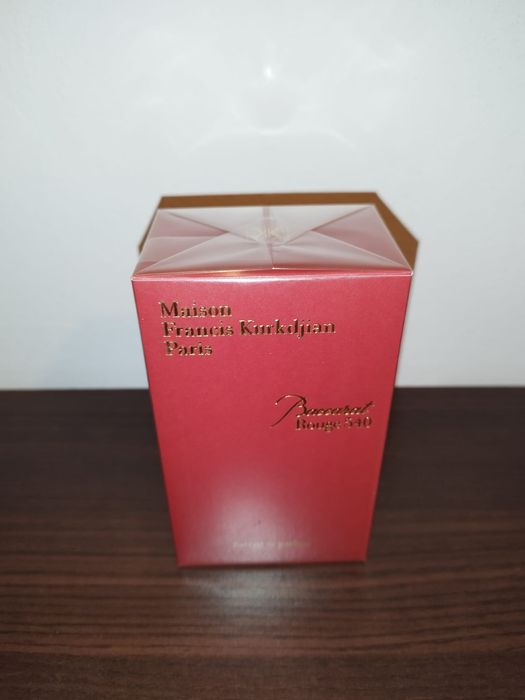 Maison
Francis Kurkdjian
Paris
Baccarat
Rouge 540
Extrait de parfum